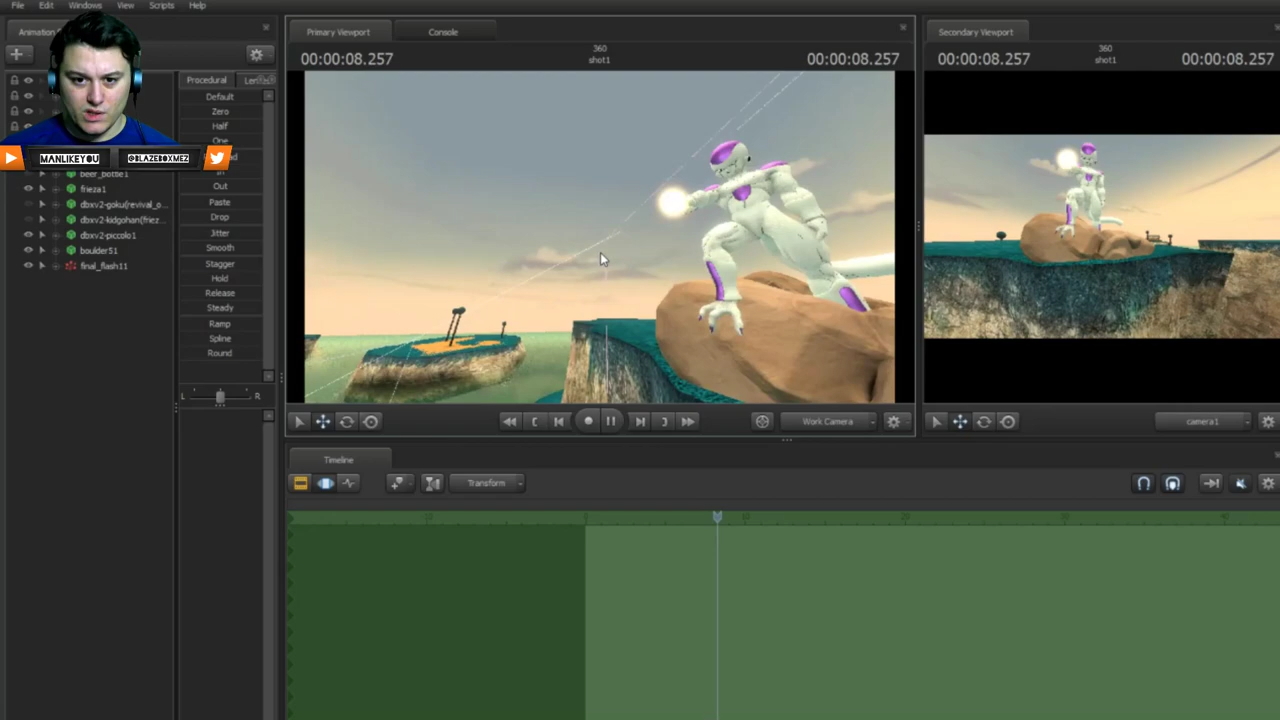 File Edit Windows View Scripts Help
Animation
Primary Viewport Console
Secondary Viewport
00:00:08.257 360 shot1 00:00:08.257
00:00:08.257 360 shot1 00:00:08.257
Procedural
Default
Zero
Half
One
MANLIKEYOU @BLAZEBOXMEZ
In
Out
Paste
Drop
Jitter
Smooth
Stagger
Hold
Release
Steady
Ramp
Spline
Round
L R
beer_bottle1
frieza1
dbxv2-goku(revival_o...
dbxv2-kidgohan(friez...
dbxv2-piccolo1
boulder51
final_flash11
Work Camera
camera1
Timeline
Transform